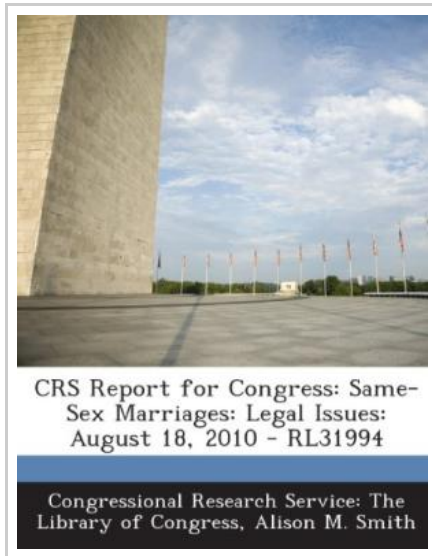 CRS Report for Congress: Same-
Sex Marriages: Legal Issues:
August 18, 2010 - RL31994
Congressional Research Service: The
Library of Congress, Alison M. Smith